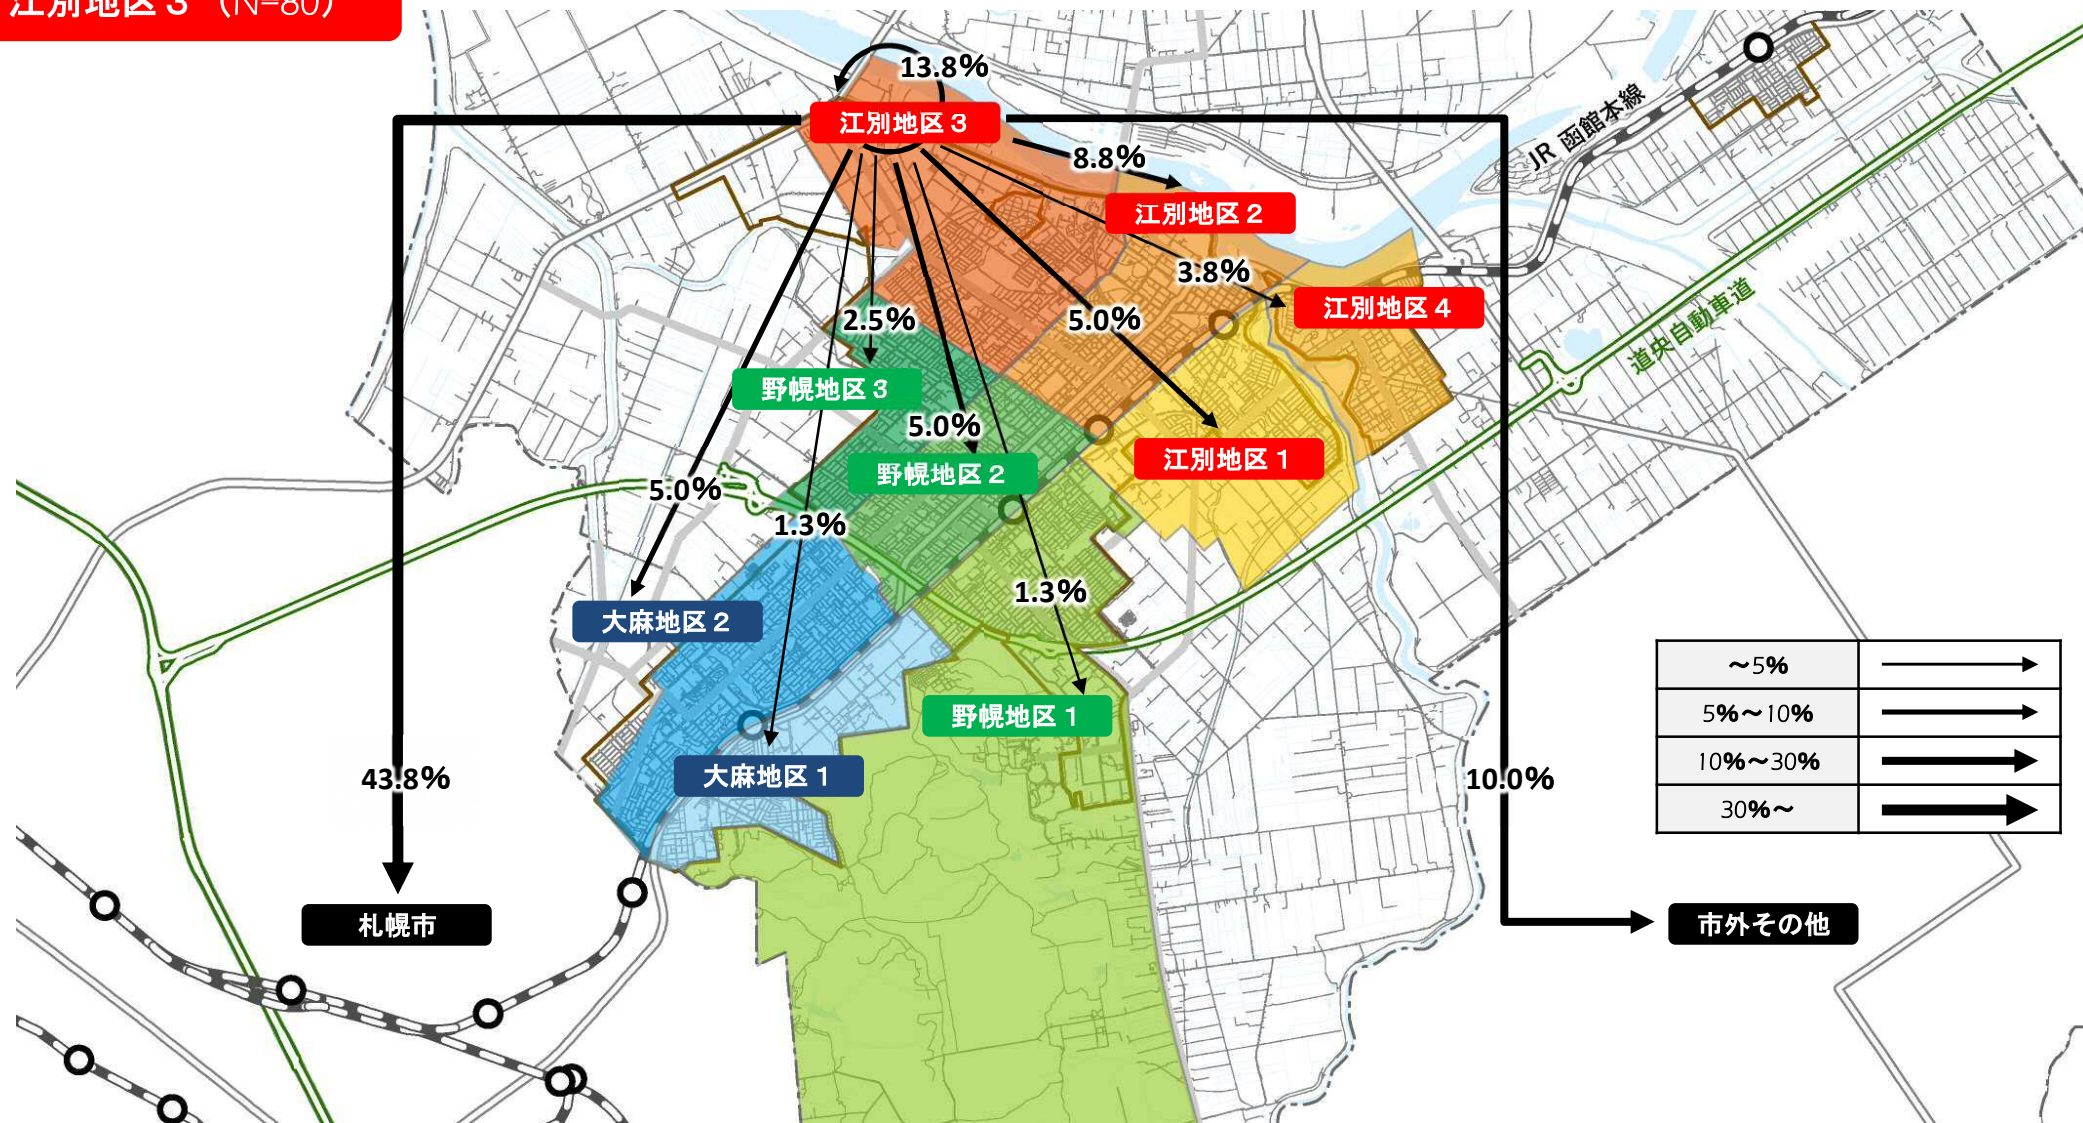 江別地区３（N=80）
13.8%
江別地区３
8.8%
江別地区２
3.8%
江別地区４
JR 函館本線
道央自動車道
2.5%
5.0%
野幌地区３
5.0%
野幌地区２
江別地区１
5.0%
1.3%
1.3%
大麻地区２
野幌地区１
大麻地区１
43.8%
10.0%
札幌市
市外その他
～5%
5%～10%
10%～30%
30%～